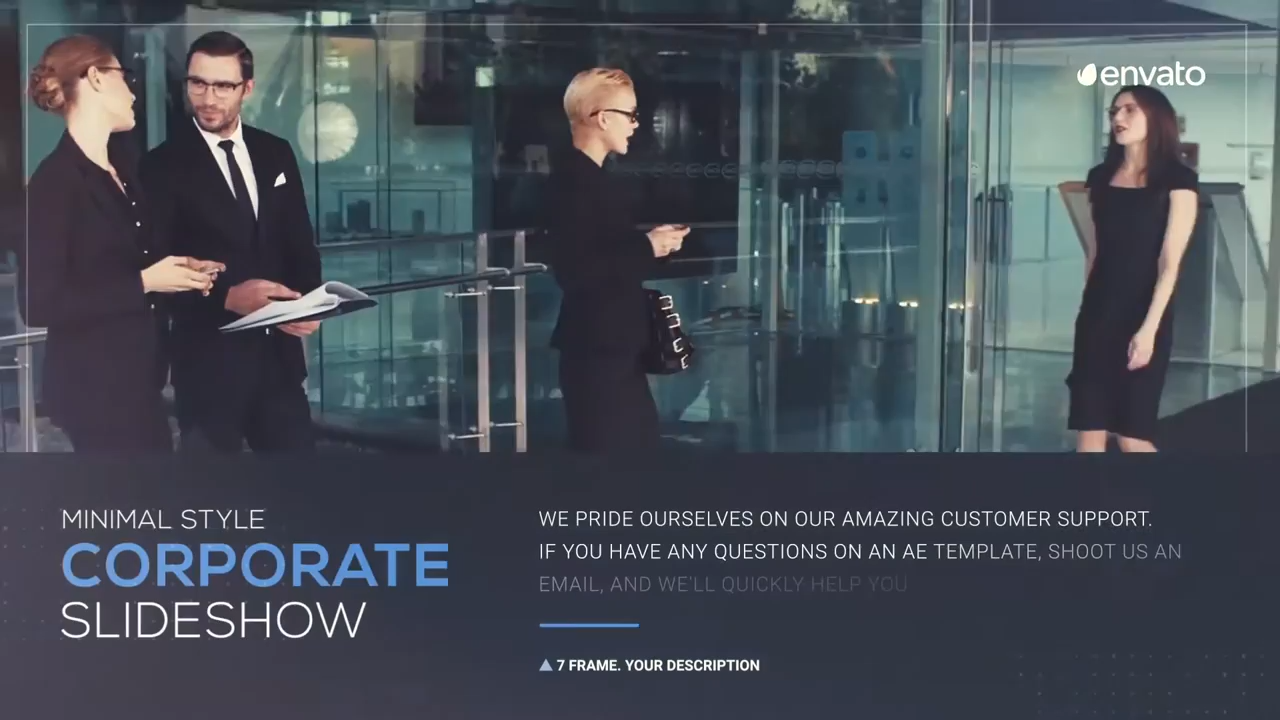 envato
MINIMAL STYLE
CORPORATE
SLIDESHOW
WE PRIDE OURSELVES ON OUR AMAZING CUSTOMER SUPPORT.
IF YOU HAVE ANY QUESTIONS ON AN AE TEMPLATE, SHOOT US AN
EMAIL, AND WE'LL QUICKLY HELP YOU
7 FRAME. YOUR DESCRIPTION